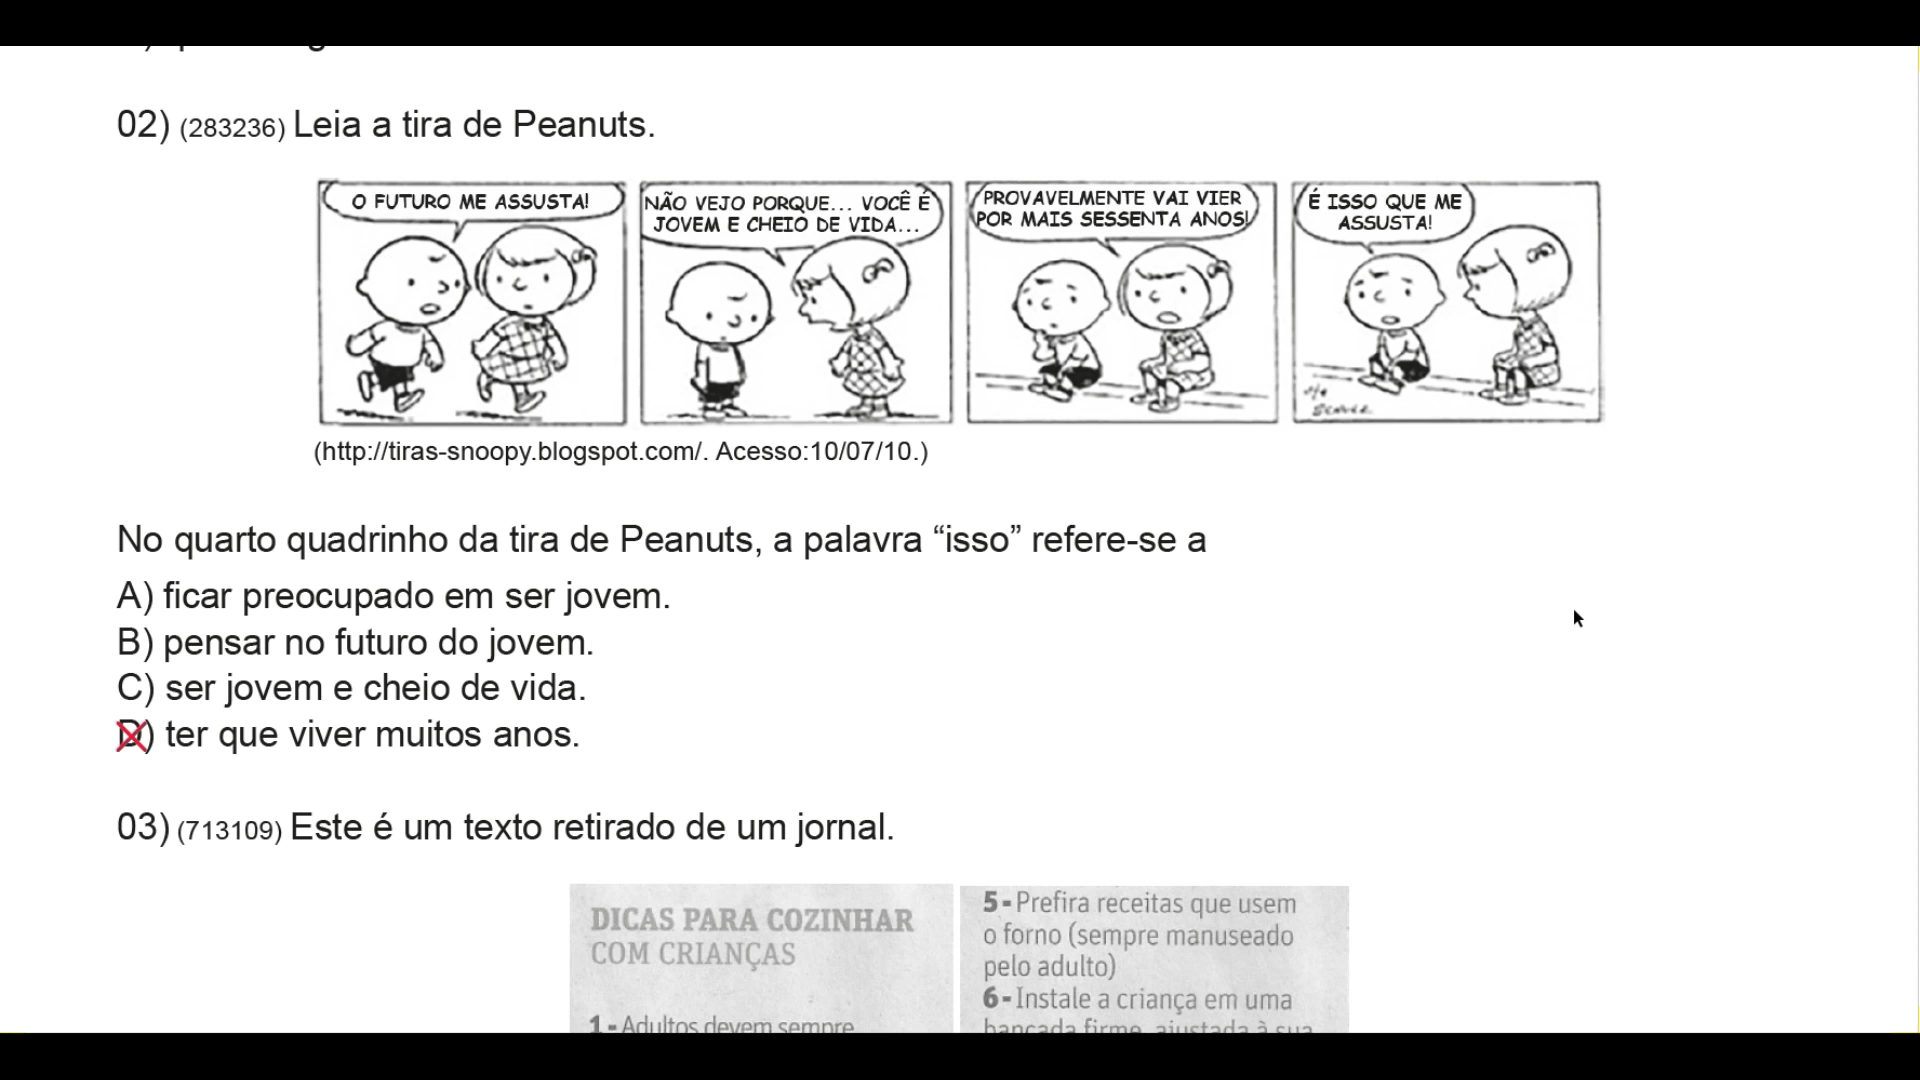 02) (283236) Leia a tira de Peanuts.
O FUTURO ME ASSUSTA!
NÃO VEJO PORQUE... VOCÊ É
JOVEM E CHEIO DE VIDA...
PROVAVELMENTE VAI VIER
POR MAIS SESSENTA ANOS!
É ISSO QUE ME
ASSUSTA!
(http://tiras-snoopy.blogspot.com/. Acesso:10/07/10.)
No quarto quadrinho da tira de Peanuts, a palavra “isso” refere-se a
A) ficar preocupado em ser jovem.
B) pensar no futuro do jovem.
C) ser jovem e cheio de vida.
D) ter que viver muitos anos.
03) (713109) Este é um texto retirado de um jornal.
DICAS PARA COZINHAR
COM CRIANÇAS
1 - Adultos devem sempre
5 - Prefira receitas que usem
o forno (sempre manuseado
pelo adulto)
6 - Instale a criança em uma
bancada firme, ajustada à sua